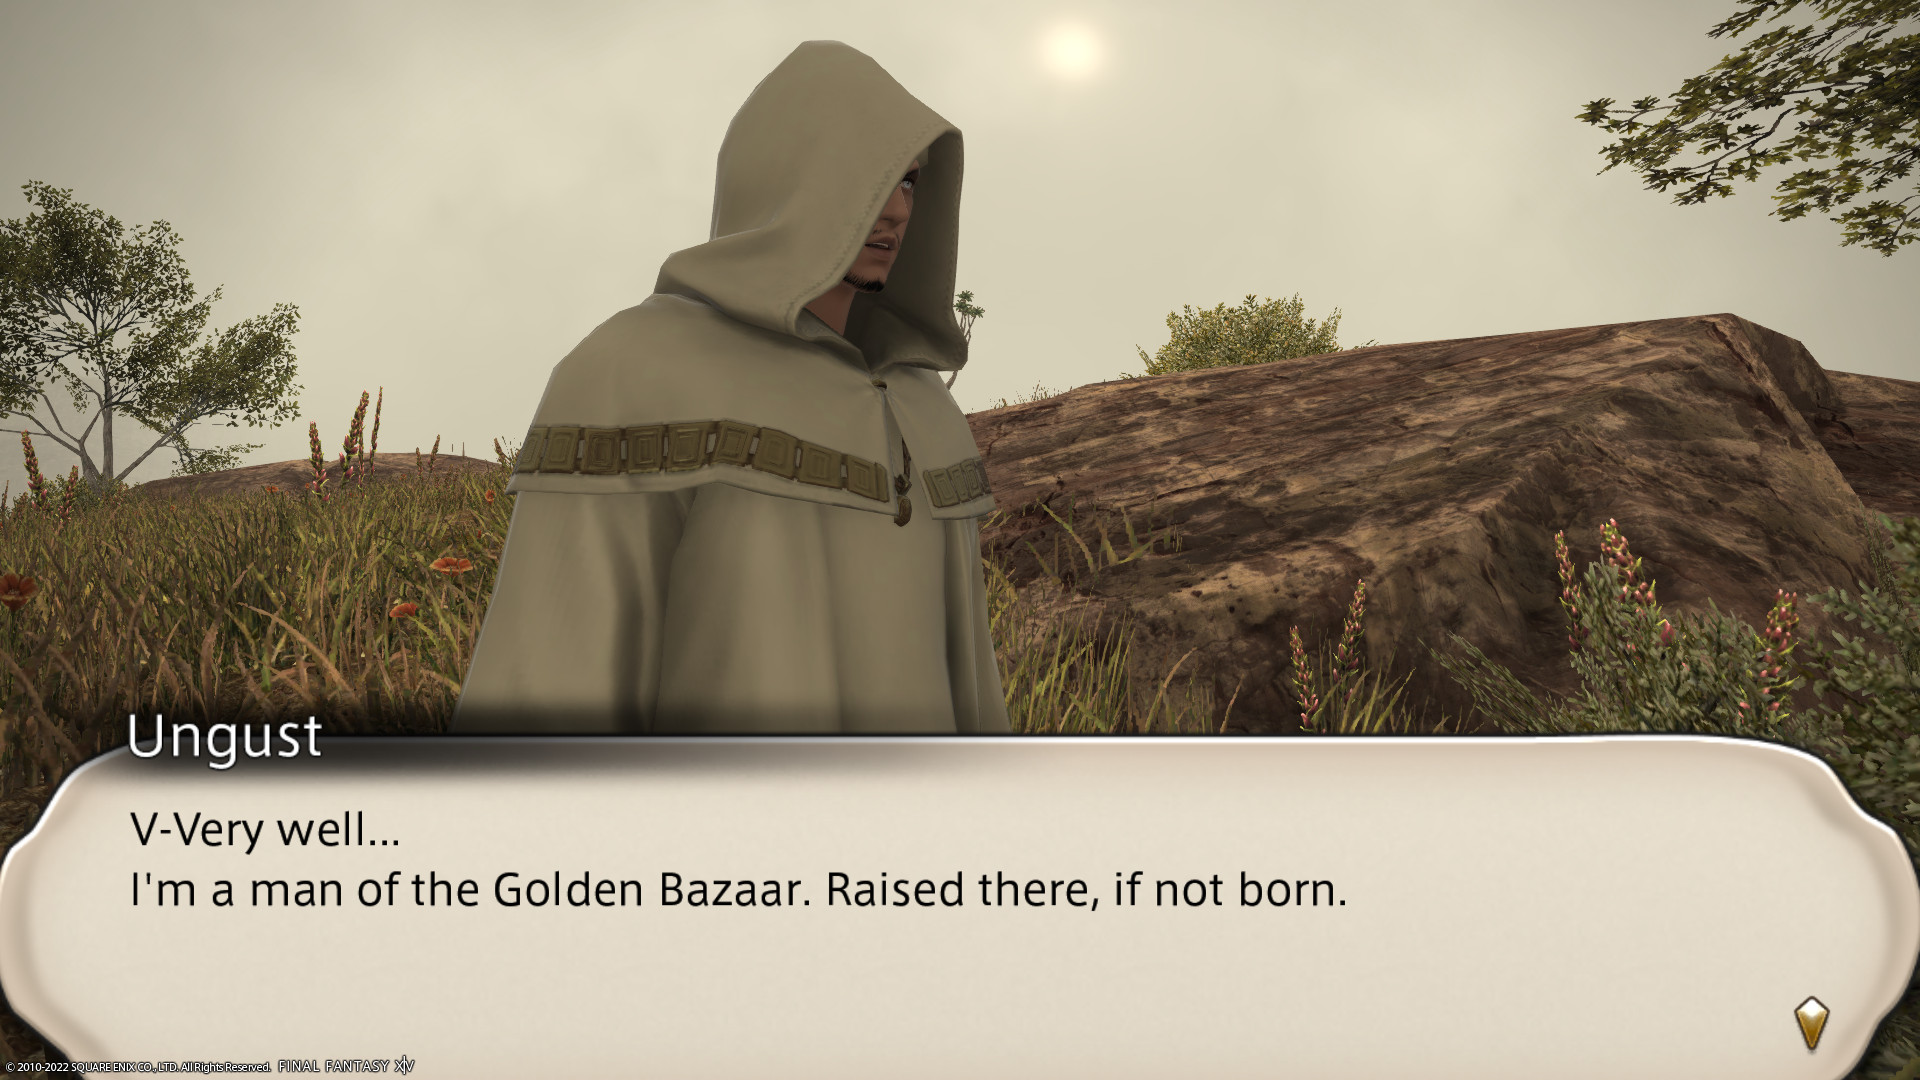 Ungust
V-Very well...
I'm a man of the Golden Bazaar. Raised there, if not born.
© 2010-2022 SQUARE ENIX CO., LTD. All Rights Reserved. FINAL FANTASY XIV